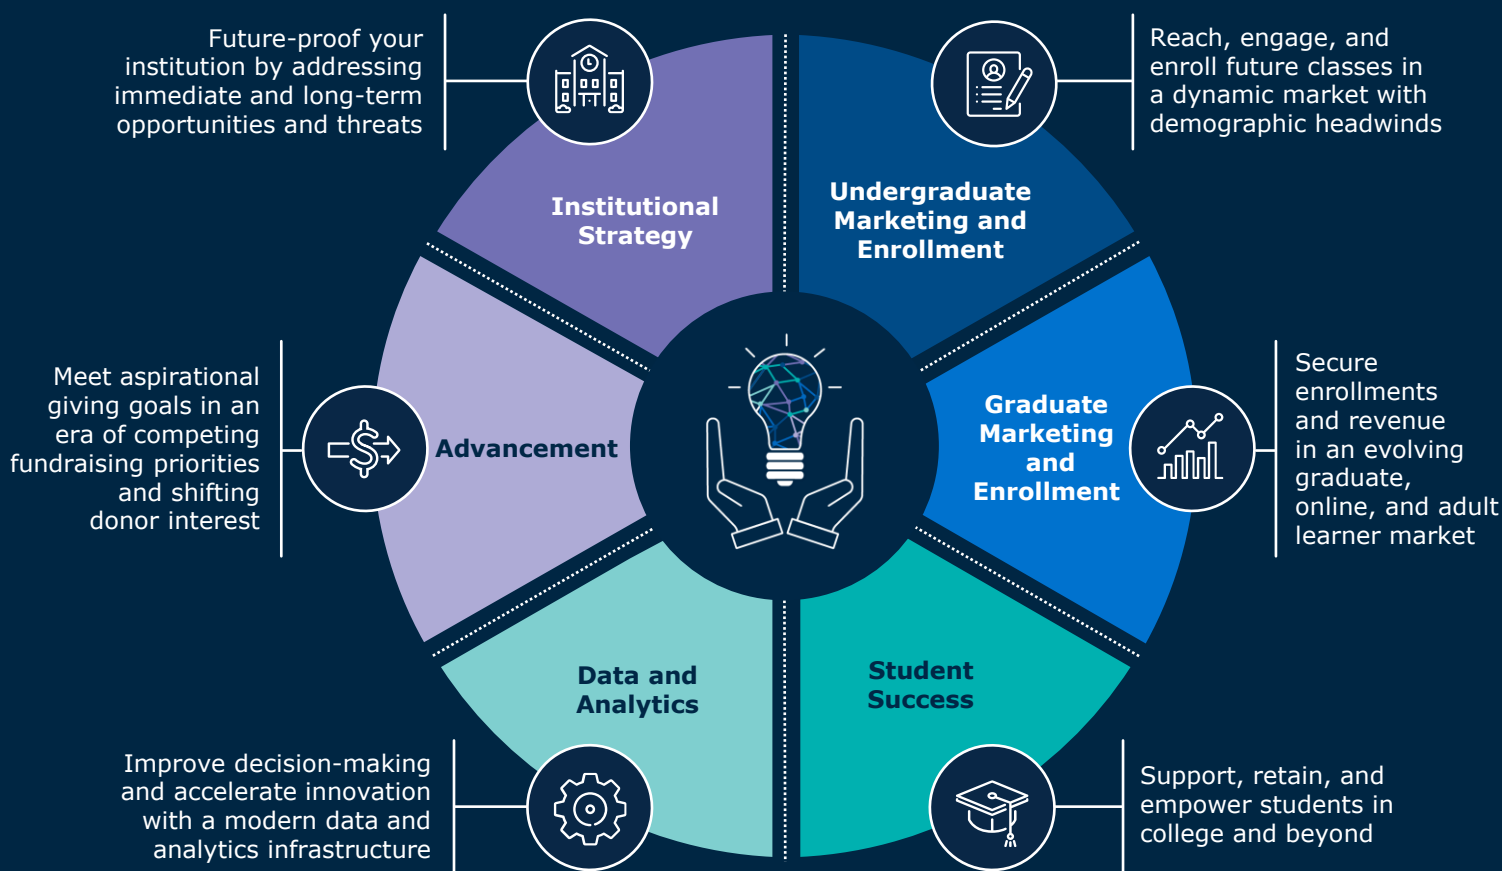 Future-proof your
institution by addressing
immediate and long-term
opportunities and threats
Reach, engage, and
enroll future classes in
a dynamic market with
demographic headwinds
Institutional
Strategy
Undergraduate
Marketing and
Enrollment
Meet aspirational
giving goals in an
era of competing
fundraising priorities
and shifting
donor interest
Advancement
Graduate
Marketing
and
Enrollment
Secure
enrollments
and revenue
in an evolving
graduate,
online, and adult
learner market
Data and
Analytics
Student
Success
Improve decision-making
and accelerate innovation
with a modern data and
analytics infrastructure
Support, retain, and
empower students in
college and beyond